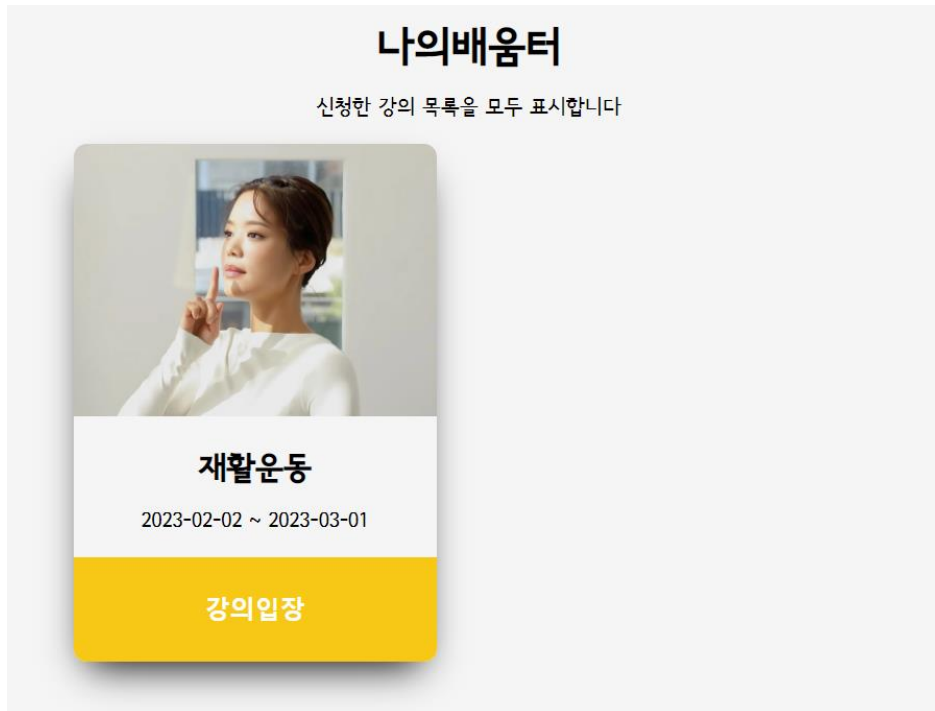 나의배움터
신청한 강의 목록을 모두 표시합니다
재활운동
2023-02-02 ~ 2023-03-01
강의입장